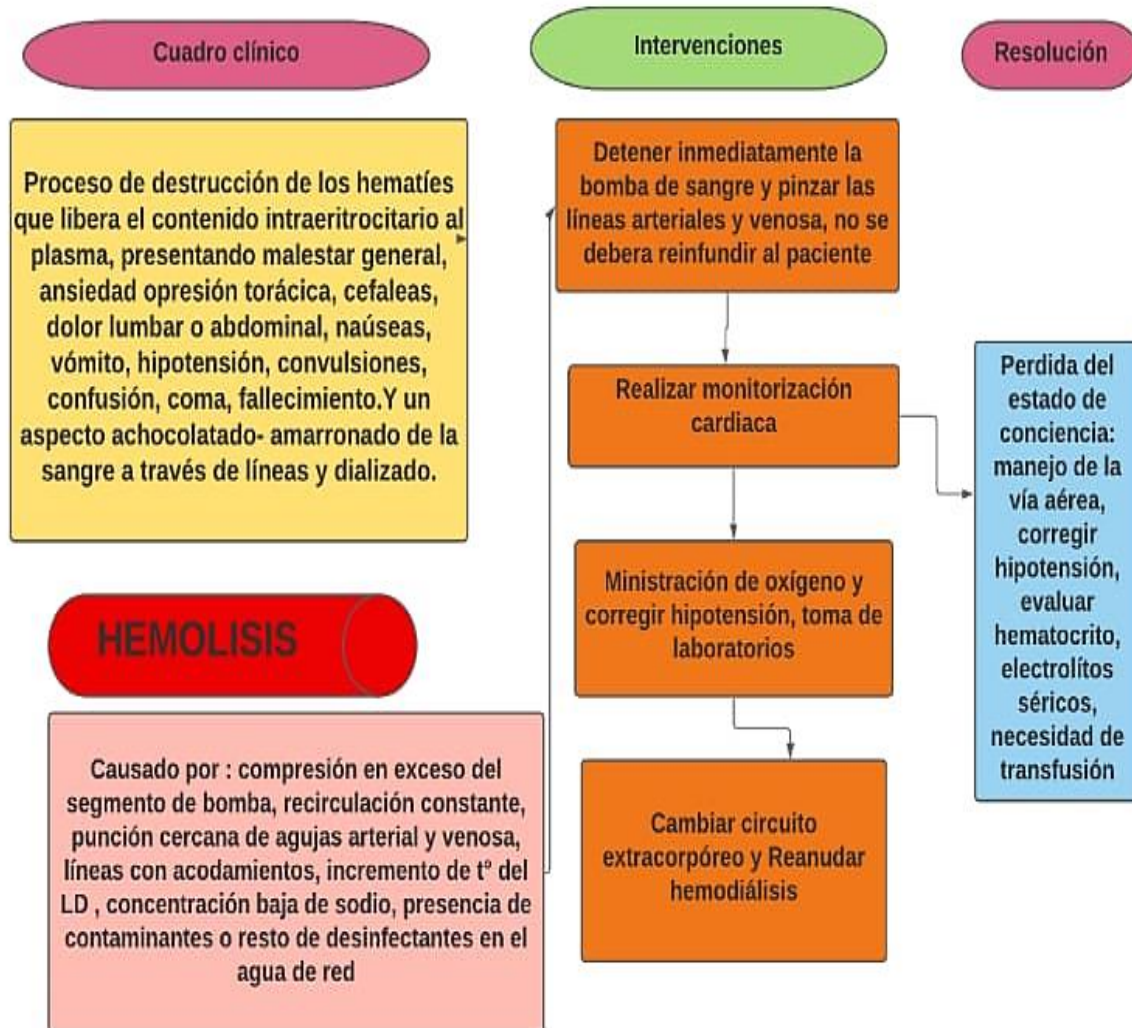 Cuadro clínico
Intervenciones
Resolución
Proceso de destrucción de los hematíes
que libera el contenido intraeritrocitario al
plasma, presentando malestar general,
ansiedad opresión torácica, cefaleas,
dolor lumbar o abdominal, naúseas,
vómito, hipotensión, convulsiones,
confusión, coma, fallecimiento.Y un
aspecto achocolatado- amarronado de la
sangre a través de líneas y dializado.
HEMOLISIS
Causado por : compresión en exceso del
segmento de bomba, recirculación constante,
punción cercana de agujas arterial y venosa,
líneas con acodamientos, incremento de t° del
LD , concentración baja de sodio, presencia de
contaminantes o resto de desinfectantes en el
agua de red
Detener inmediatamente la
bomba de sangre y pinzar las
líneas arteriales y venosa, no se
debera reinfundir al paciente
Realizar monitorización
cardiaca
Ministración de oxígeno y
corregir hipotensión, toma de
laboratorios
Cambiar circuito
extracorpóreo y Reanudar
hemodiálisis
Perdida del
estado de
conciencia:
manejo de la
vía aérea,
corregir
hipotensión,
evaluar
hematocrito,
electrolítos
séricos,
necesidad de
transfusión